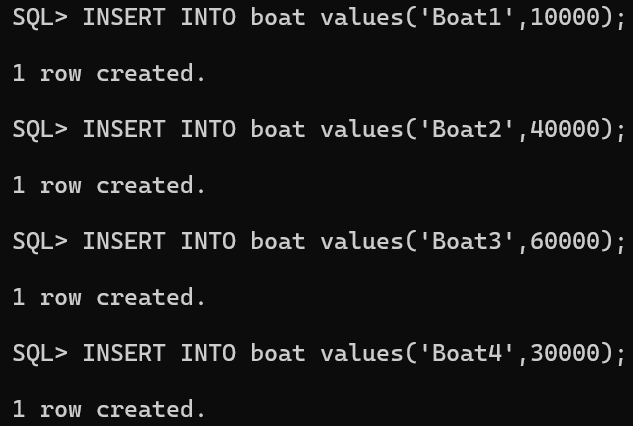 SQL> INSERT INTO boat values('Boat1',10000);
1 row created.
SQL> INSERT INTO boat values('Boat2',40000);
1 row created.
SQL> INSERT INTO boat values('Boat3',60000);
1 row created.
SQL> INSERT INTO boat values('Boat4',30000);
1 row created.